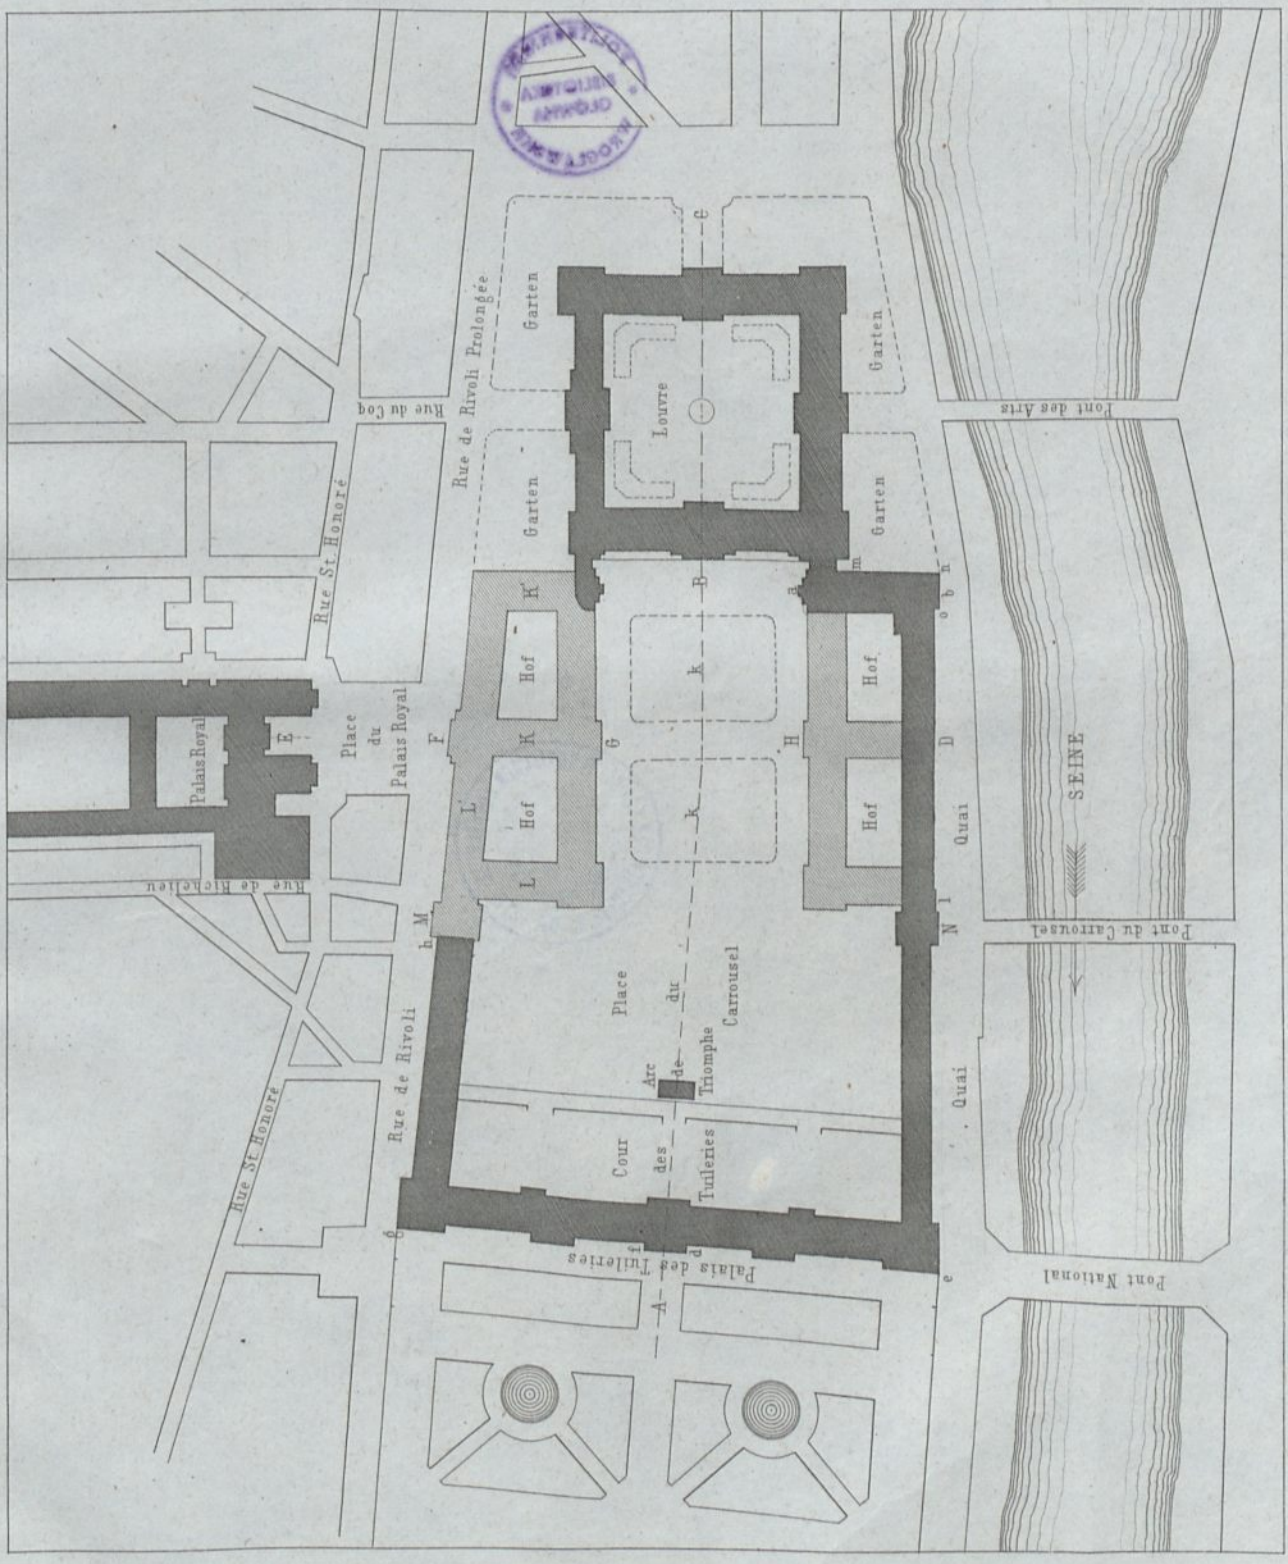 Rue St. Honoré
Rue St. Honoré
Rue de Richelieu
Palais Royal
E
Place
du
Palais Royal
Rue du Coq
Rue de Rivoli
Rue de Rivoli Prolongée
g
h
M
L'
F
L
Hof
K
Hof
K'
Garten
Garten
G
Palais des Tuileries
f
d
A
Cour
des
Tuileries
Arc
de
Triomphe
Place
du
Carrousel
k
k
B
Louvre
C
H
a
Hof
Hof
m
Garten
Garten
e
N
l
D
o
b
n
Quai
Quai
Pont National
Pont du Carrousel
SEINE
Pont des Arts
BIBLIOTEKA
GŁÓWNA